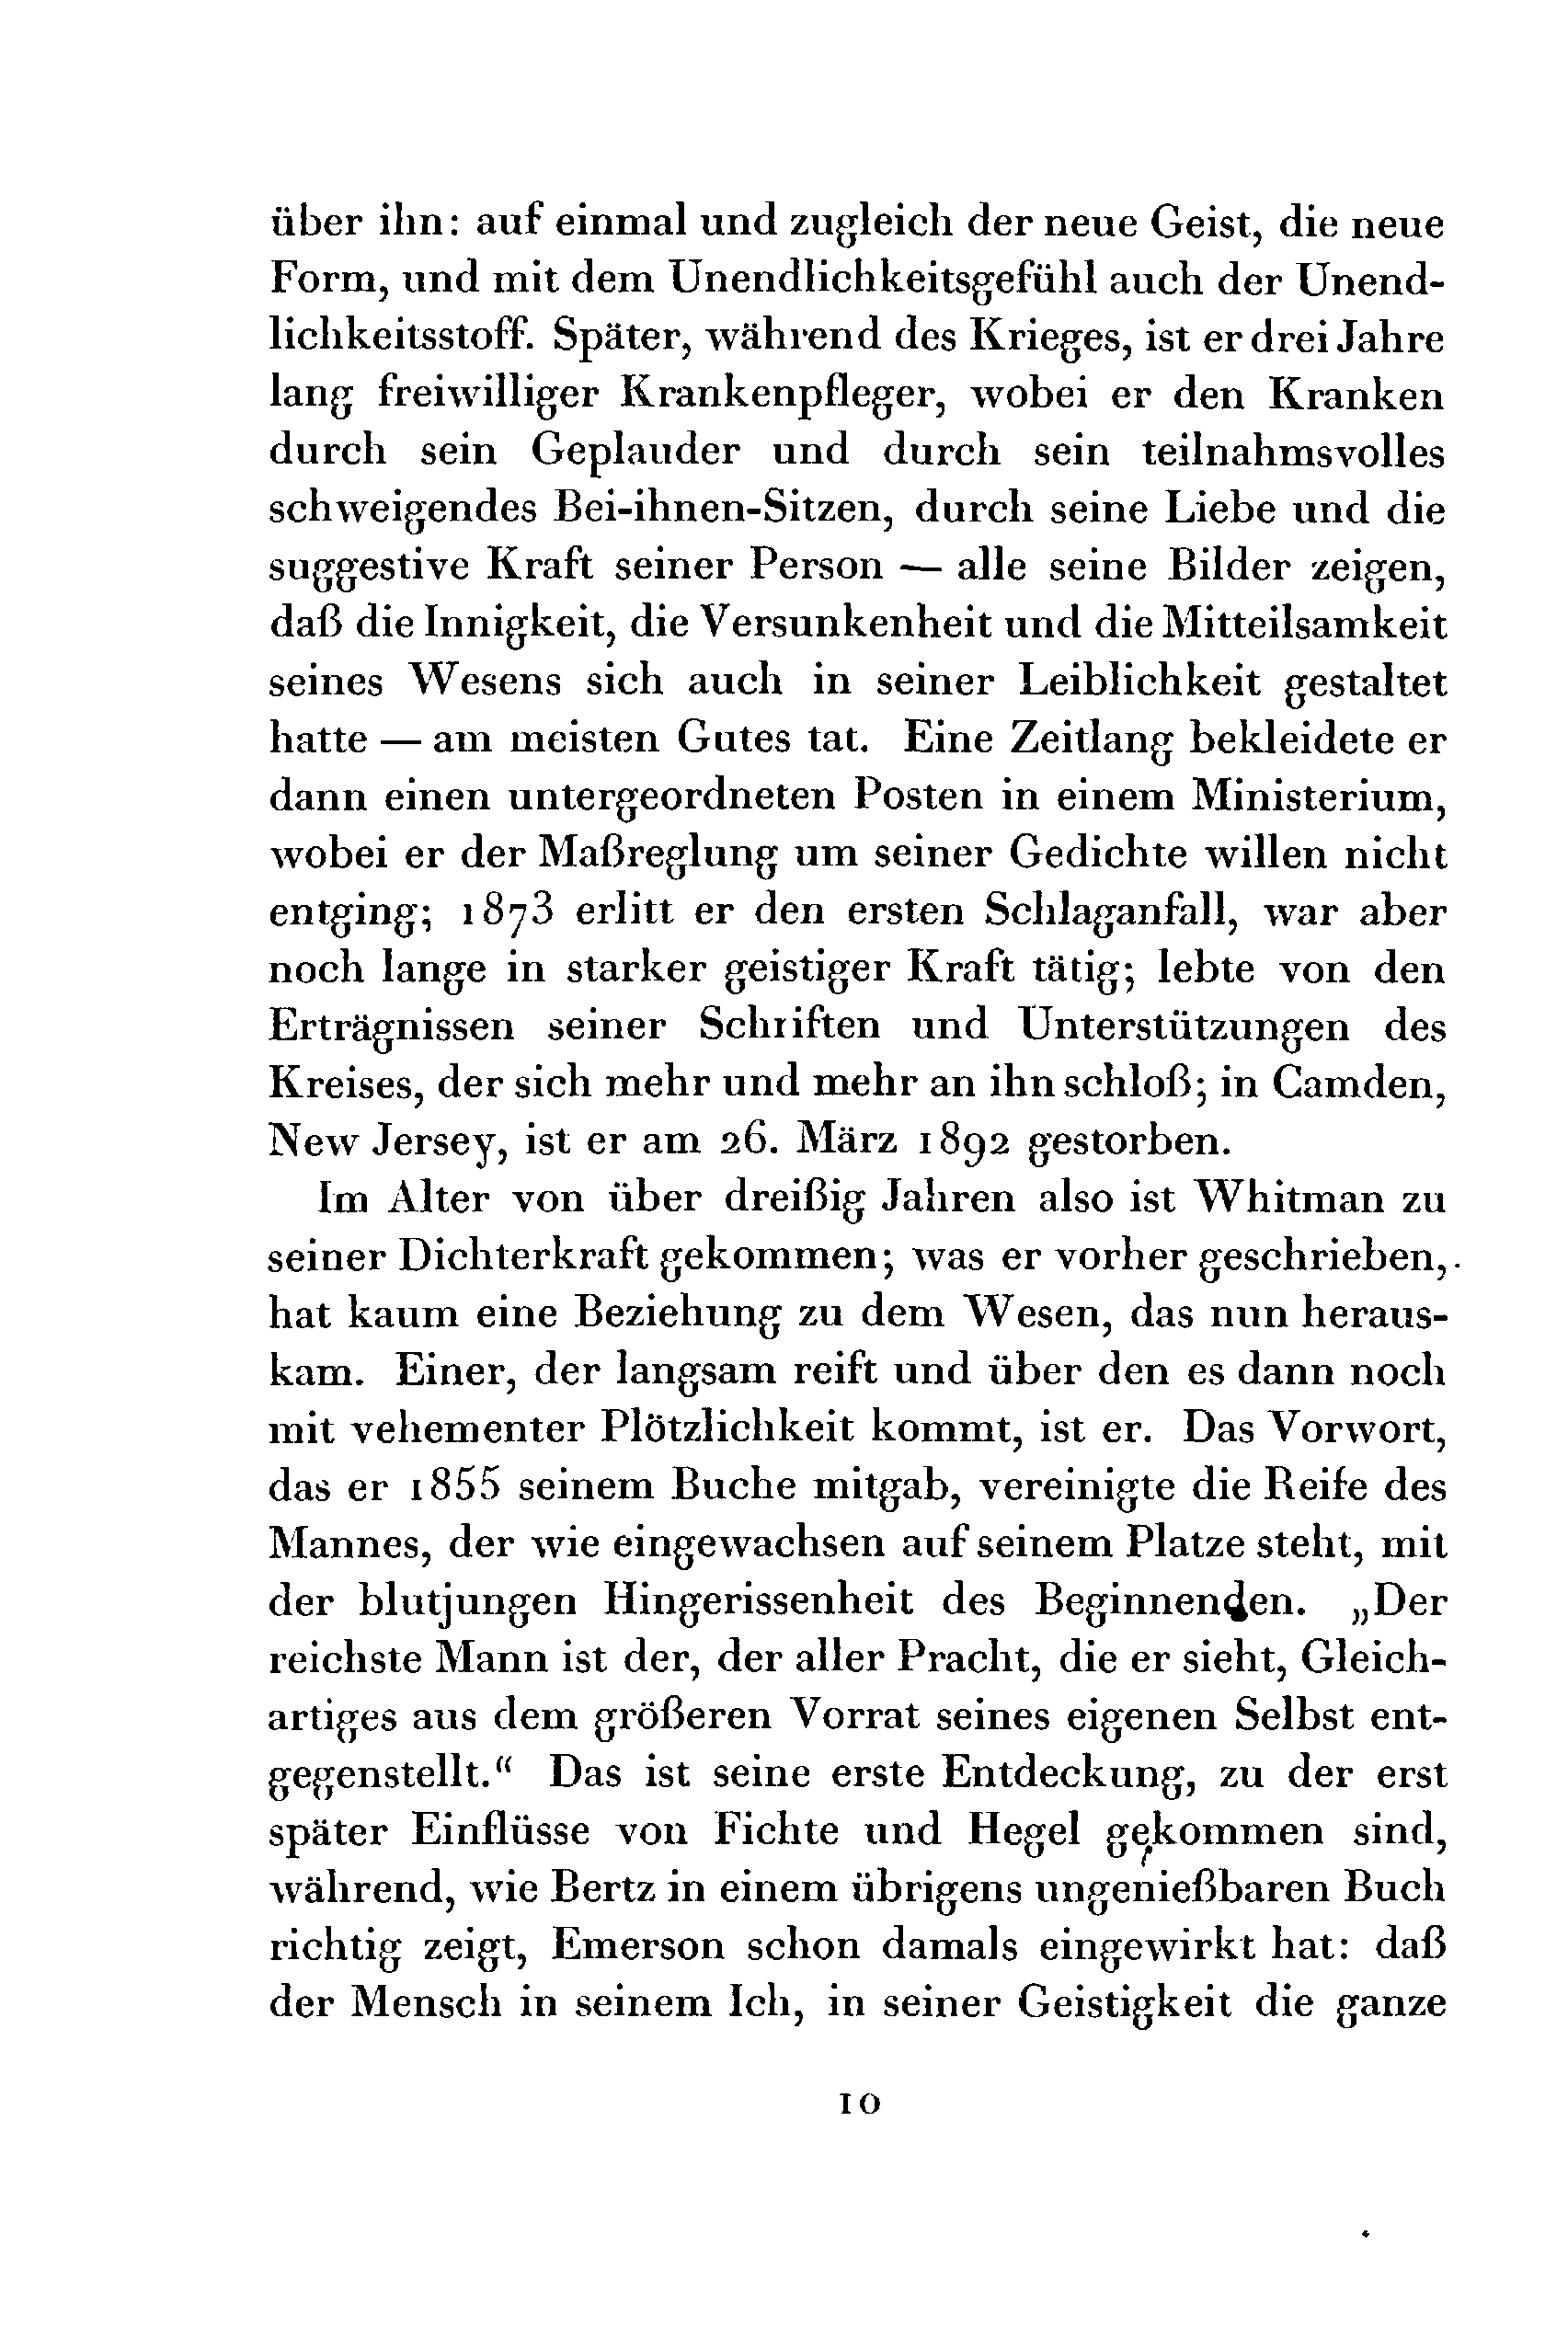 über ihn: auf einmal und zugleich der neue Geist, die neue
Form, und mit dem Unendlichkeitsgefühl auch der Unend-
lichkeitsstoff. Später, während des Krieges, ist er drei Jahre
lang freiwilliger Krankenpfleger, wobei er den Kranken
durch sein Geplauder und durch sein teilnahmsvolles
schweigendes Bei-ihnen-Sitzen, durch seine Liebe und die
suggestive Kraft seiner Person — alle seine Bilder zeigen,
daß die Innigkeit, die Versunkenheit und die Mitteilsamkeit
seines Wesens sich auch in seiner Leiblichkeit gestaltet
hatte — am meisten Gutes tat. Eine Zeitlang bekleidete er
dann einen untergeordneten Posten in einem Ministerium,
wobei er der Maßreglung um seiner Gedichte willen nicht
entging; 1873 erlitt er den ersten Schlaganfall, war aber
noch lange in starker geistiger Kraft tätig; lebte von den
Erträgnissen seiner Schriften und Unterstützungen des
Kreises, der sich mehr und mehr an ihn schloß; in Camden,
New Jersey, ist er am 26. März 1892 gestorben.
Im Alter von über dreißig Jahren also ist Whitman zu
seiner Dichterkraft gekommen; was er vorher geschrieben,
hat kaum eine Beziehung zu dem Wesen, das nun heraus-
kam. Einer, der langsam reift und über den es dann noch
mit vehementer Plötzlichkeit kommt, ist er. Das Vorwort,
das er 1855 seinem Buche mitgab, vereinigte die Reife des
Mannes, der wie eingewachsen auf seinem Platze steht, mit
der blutjungen Hingerissenheit des Beginnenden. „Der
reichste Mann ist der, der aller Pracht, die er sieht, Gleich-
artiges aus dem größeren Vorrat seines eigenen Selbst ent-
gegenstellt.“ Das ist seine erste Entdeckung, zu der erst
später Einflüsse von Fichte und Hegel gekommen sind,
während, wie Bertz in einem übrigens ungenießbaren Buch
richtig zeigt, Emerson schon damals eingewirkt hat: daß
der Mensch in seinem Ich, in seiner Geistigkeit die ganze
10